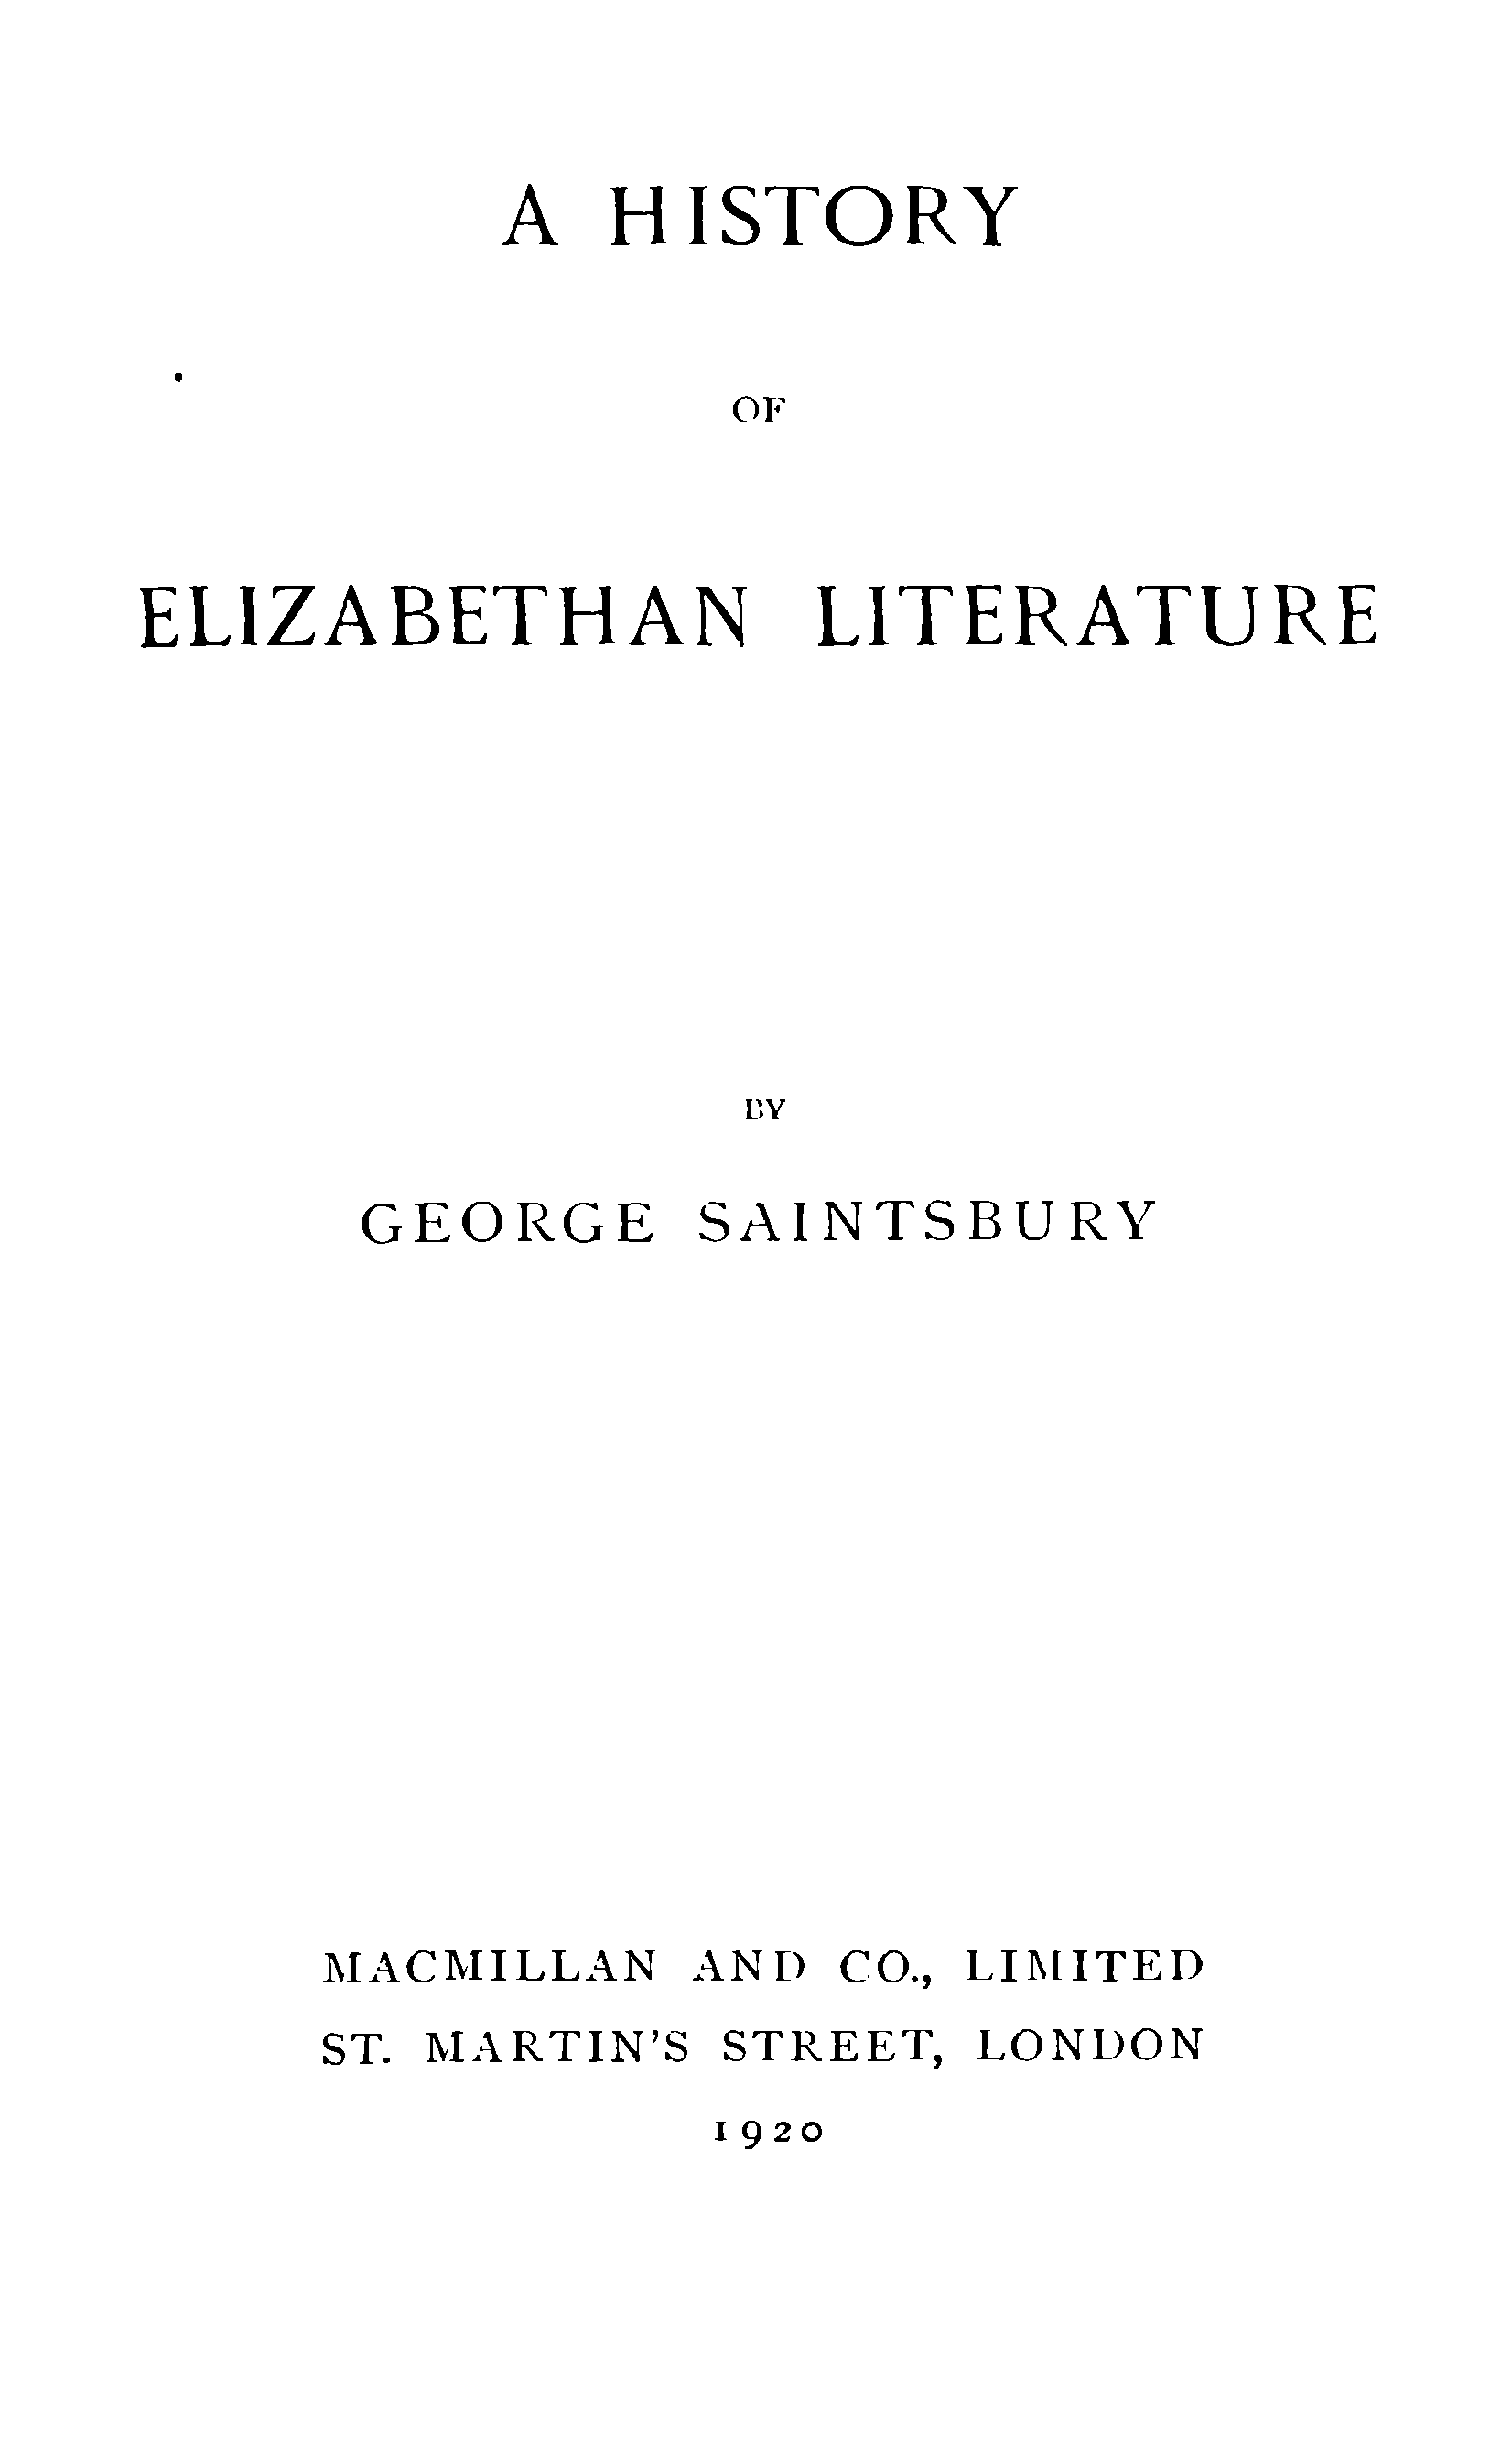 A HISTORY
OF
ELIZABETHAN LITERATURE
BY
GEORGE SAINTSBURY
MACMILLAN AND CO., LIMITED
ST. MARTIN'S STREET, LONDON
1920